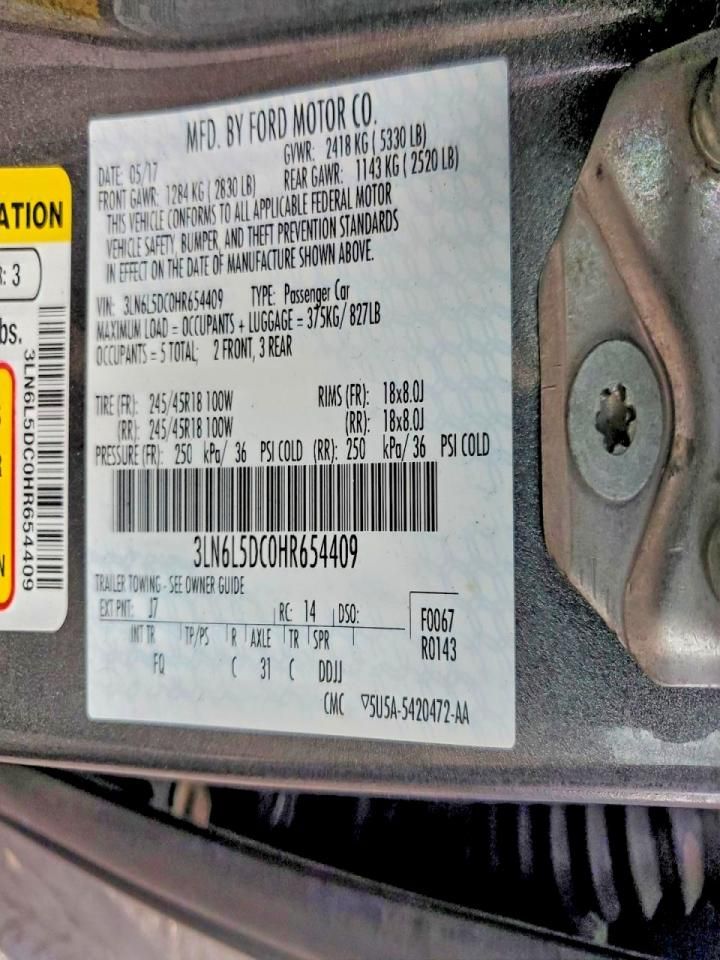 MFD. BY FORD MOTOR CO.
DATE: 05/17 GVWR: 2418 KG ( 5330 LB)
FRONT GAWR: 1284 KG ( 2830 LB) REAR GAWR: 1143 KG ( 2520 LB)
THIS VEHICLE CONFORMS TO ALL APPLICABLE FEDERAL MOTOR
VEHICLE SAFETY, BUMPER, AND THEFT PREVENTION STANDARDS
IN EFFECT ON THE DATE OF MANUFACTURE SHOWN ABOVE.
VIN: 3LN6L5DC0HR654409 TYPE: Passenger Car
MAXIMUM LOAD = OCCUPANTS + LUGGAGE = 375KG/ 827LB
OCCUPANTS = 5 TOTAL; 2 FRONT, 3 REAR
TIRE (FR): 245/45R18 100W RIMS (FR): 18x8.0J
(RR): 245/45R18 100W (RR): 18x8.0J
PRESSURE (FR): 250 kPa/ 36 PSI COLD (RR): 250 kPa/ 36 PSI COLD
3LN6L5DC0HR654409
TRAILER TOWING - SEE OWNER GUIDE
EXT PNT: J7 RC: 14 DSO: F0067
INT TR TP/PS R AXLE TR SPR R0143
FQ C 31 C DDJJ
CMC ▽5U5A-5420472-AA
ATION
R: 3
bs.
3LN6L5DC0HR654409
N